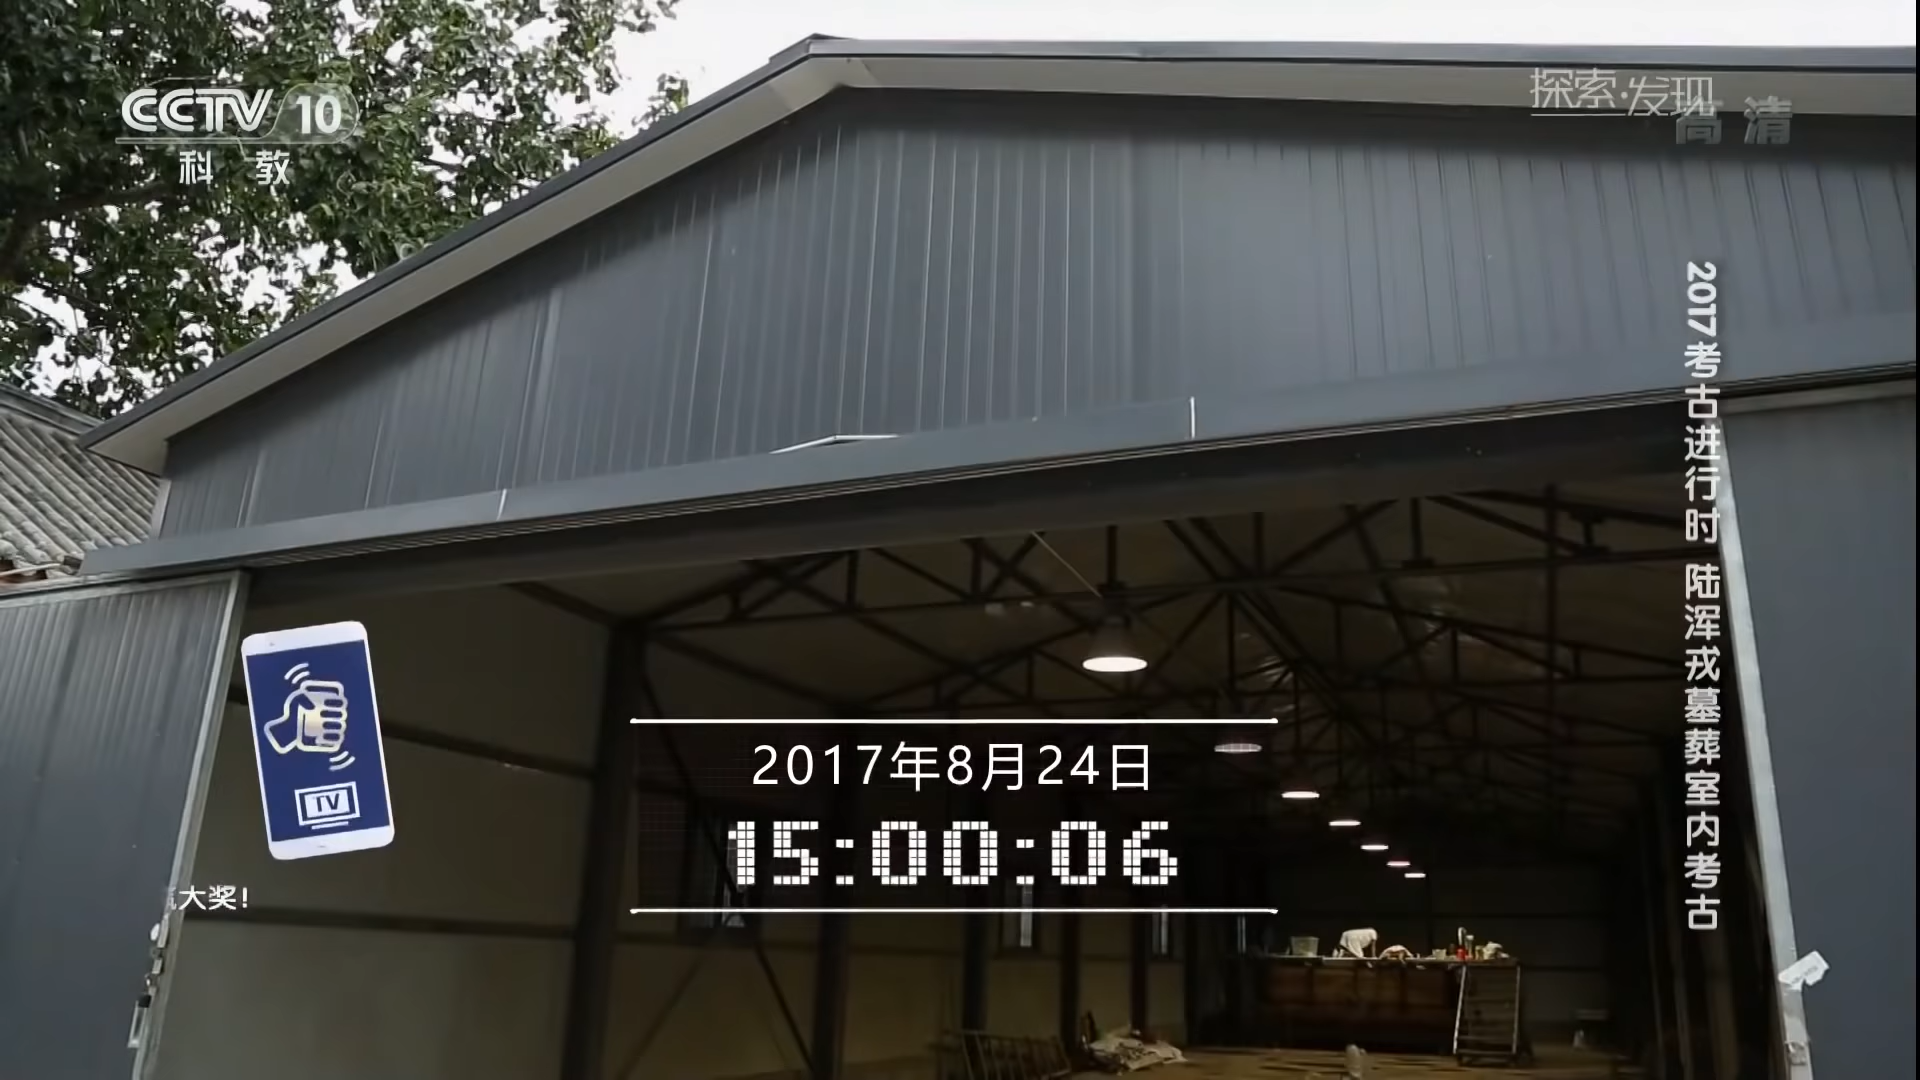 CCTV 10
科教
探索·发现
高清
2017考古进行时 陆浑戎墓葬室内考古
TV
2017年8月24日
15:00:06
大奖!